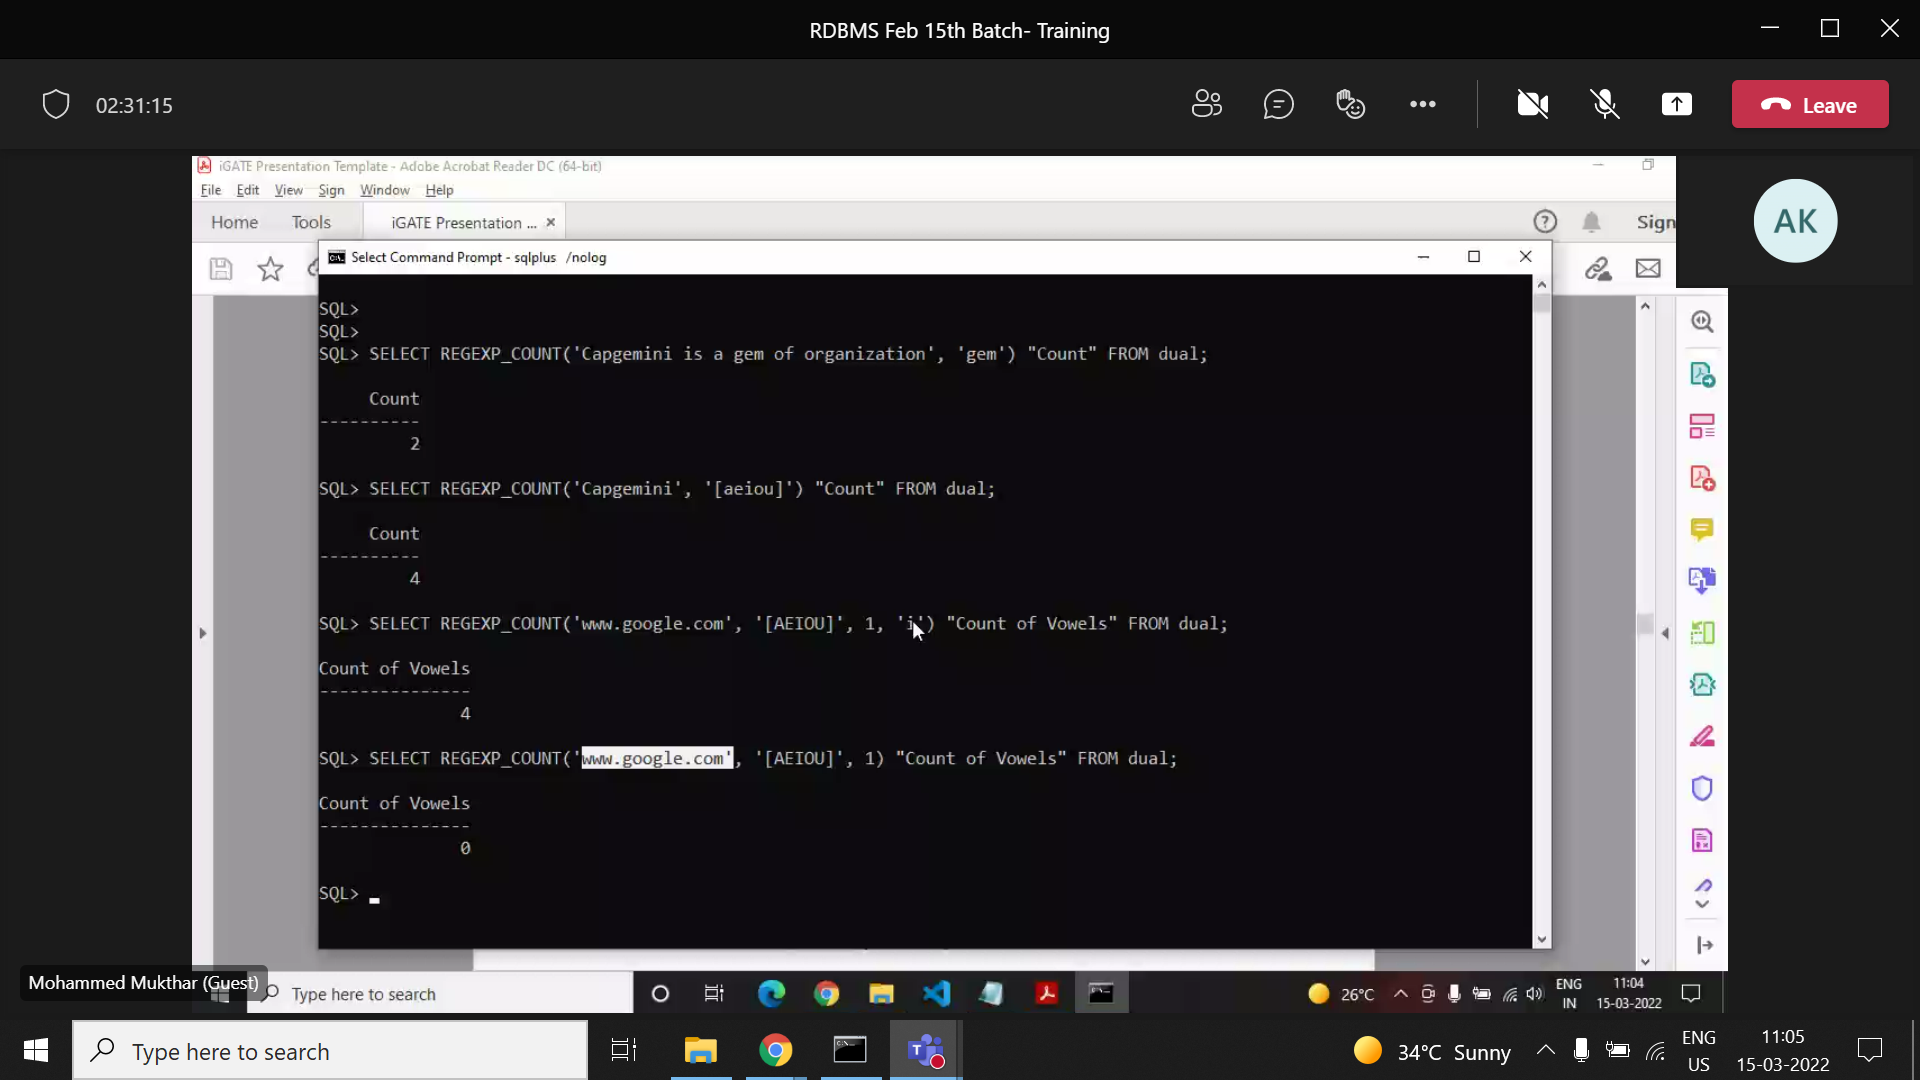 RDBMS Feb 15th Batch- Training
02:31:15
Leave
iGATE Presentation Template - Adobe Acrobat Reader DC (64-bit)
File Edit View Sign Window Help
Home Tools iGATE Presentation ...
Sign
AK
Select Command Prompt - sqlplus /nolog
SQL>
SQL>
SQL> SELECT REGEXP_COUNT('Capgemini is a gem of organization', 'gem') "Count" FROM dual;
Count
----------
2
SQL> SELECT REGEXP_COUNT('Capgemini', '[aeiou]') "Count" FROM dual;
Count
----------
4
SQL> SELECT REGEXP_COUNT('www.google.com', '[AEIOU]', 1, 'i') "Count of Vowels" FROM dual;
Count of Vowels
---------------
4
SQL> SELECT REGEXP_COUNT('www.google.com', '[AEIOU]', 1) "Count of Vowels" FROM dual;
Count of Vowels
---------------
0
SQL>
Mohammed Mukthar (Guest)
Type here to search
26°C
ENG
IN
11:04
15-03-2022
Type here to search
34°C Sunny
ENG
US
11:05
15-03-2022